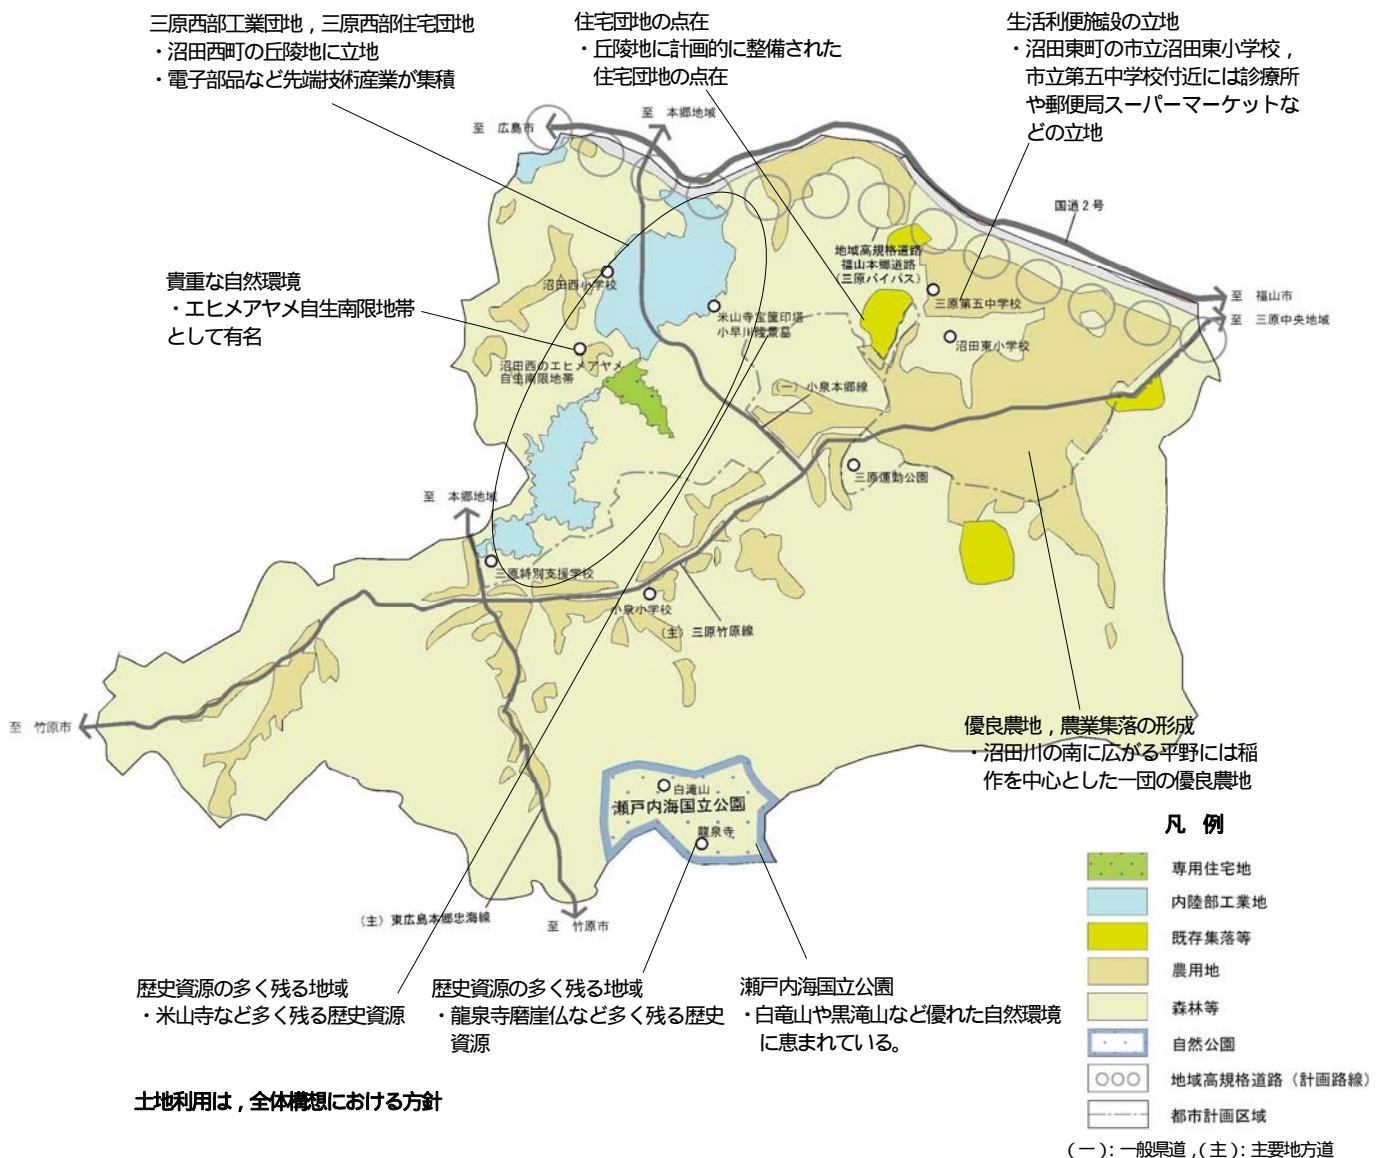 三原西部工業団地，三原西部住宅団地
・沼田西町の丘陵地に立地
・電子部品など先端技術産業が集積
住宅団地の点在
・丘陵地に計画的に整備された
住宅団地の点在
生活利便施設の立地
・沼田東町の市立沼田東小学校，
市立第五中学校付近には診療所
や郵便局スーパーマーケットな
どの立地
至 広島市
至 本郷地域
国道２号
地域高規格道路
福山本郷道路
（三原バイパス）
貴重な自然環境
・エヒメアヤメ自生南限地帯
として有名
沼田西小学校
米山寺宝篋印塔
小早川隆景墓
三原第五中学校
至 福山市
至 三原中央地域
沼田東小学校
沼田西のエヒメアヤメ
自生南限地帯
（一）小泉本郷線
三原運動公園
至 本郷地域
三原特別支援学校
小泉小学校
（主）三原竹原線
至 竹原市
優良農地，農業集落の形成
・沼田川の南に広がる平野には稲
作を中心とした一団の優良農地
白滝山
瀬戸内海国立公園
龍泉寺
（主）東広島本郷忠海線
至 竹原市
歴史資源の多く残る地域
・米山寺など多く残る歴史資源
歴史資源の多く残る地域
・龍泉寺磨崖仏など多く残る歴史
資源
瀬戸内海国立公園
・白竜山や黒滝山など優れた自然環境
に恵まれている。
凡 例
専用住宅地
内陸部工業地
既存集落等
農用地
森林等
自然公園
地域高規格道路（計画路線）
都市計画区域
（一）：一般県道，（主）：主要地方道
土地利用は，全体構想における方針